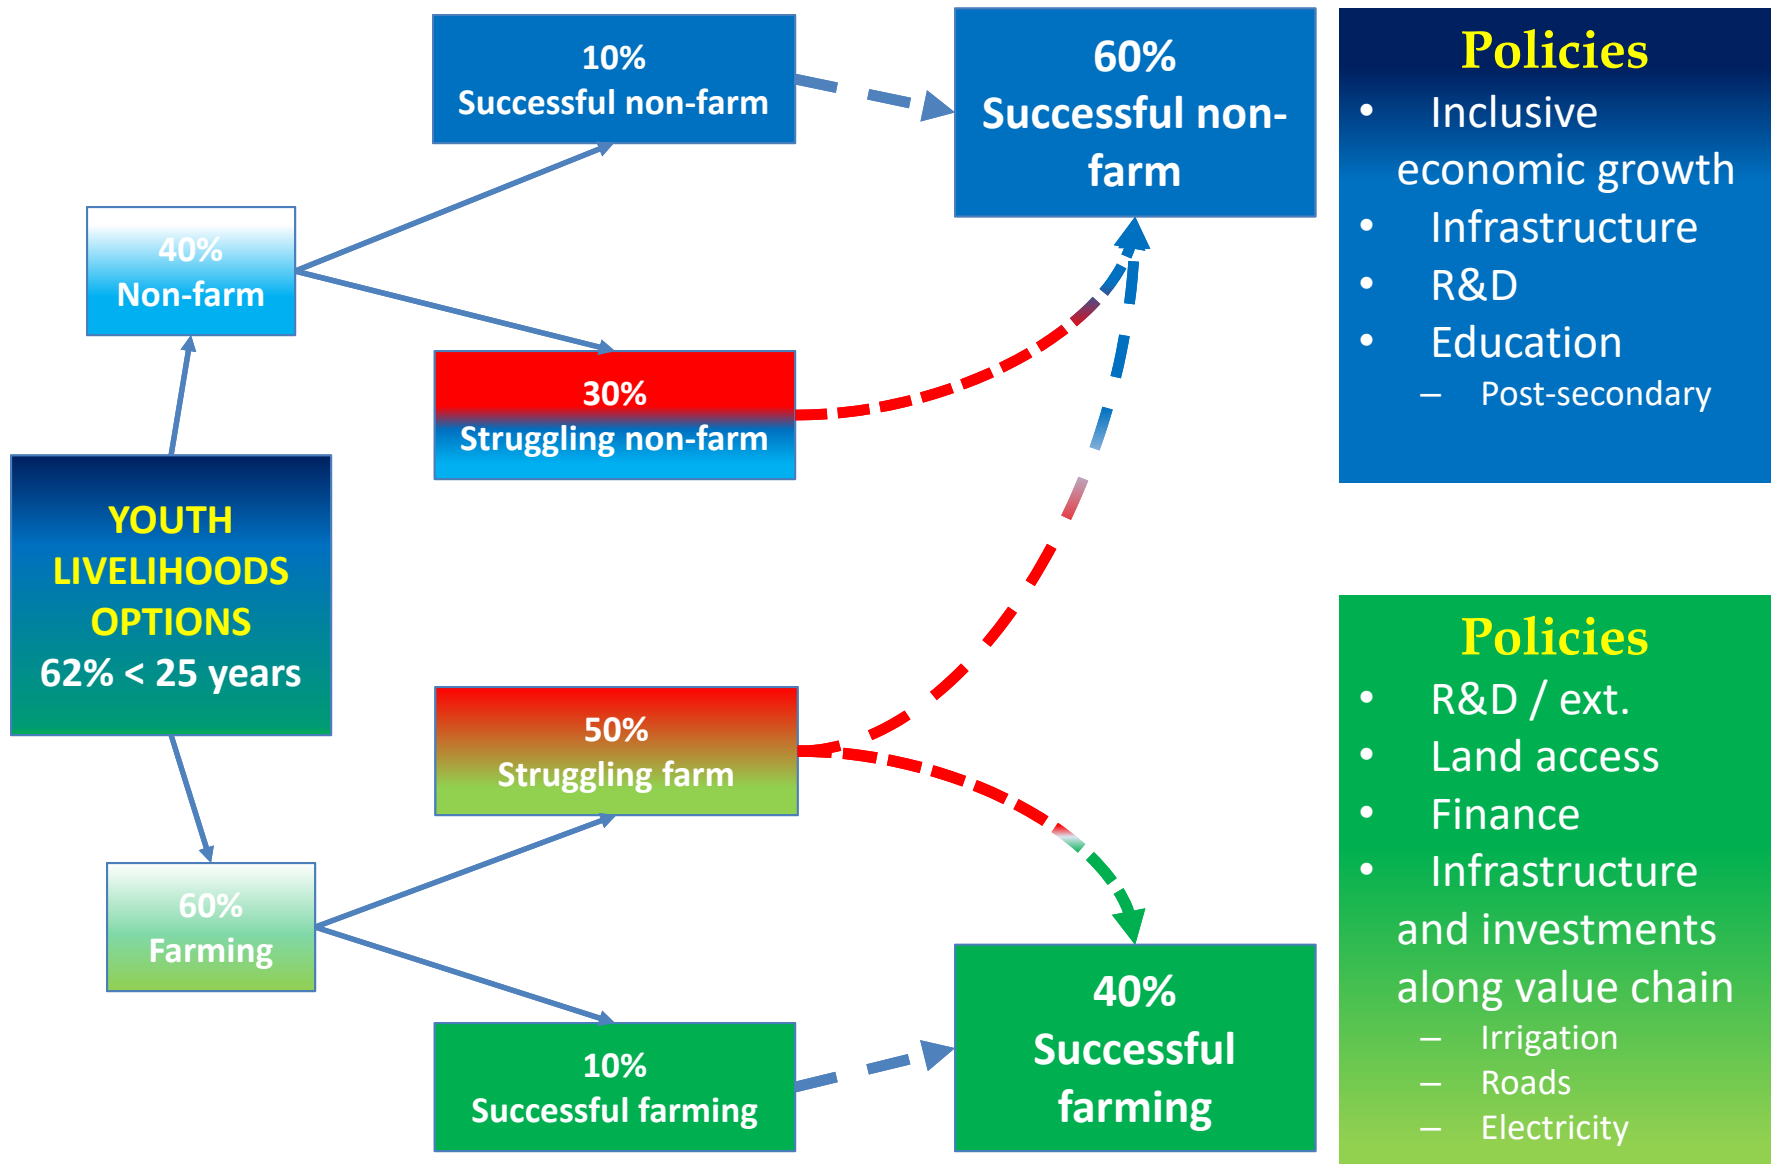 10%
Successful non-farm
60%
Successful non-
farm
40%
Non-farm
30%
Struggling non-farm
YOUTH
LIVELIHOODS
OPTIONS
62% < 25 years
50%
Struggling farm
60%
Farming
10%
Successful farming
40%
Successful
farming
Policies
• Inclusive
economic growth
• Infrastructure
• R&D
• Education
– Post-secondary
Policies
• R&D / ext.
• Land access
• Finance
• Infrastructure
and investments
along value chain
– Irrigation
– Roads
– Electricity